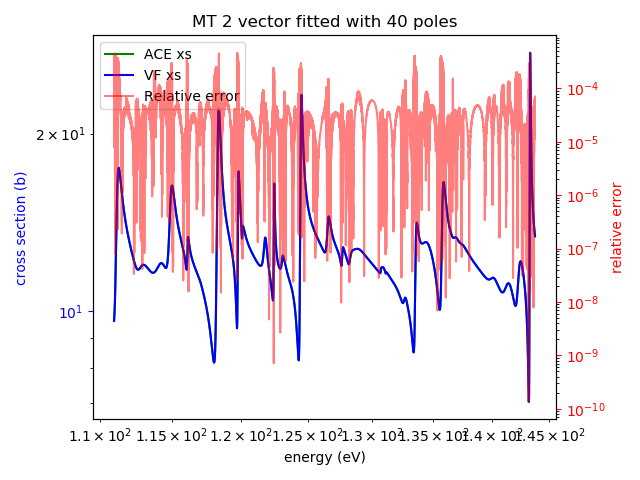 MT 2 vector fitted with 40 poles
ACE xs
VF xs
Relative error
2 × 10¹
10¹
cross section (b)
10⁻⁴
10⁻⁵
10⁻⁶
10⁻⁷
10⁻⁸
10⁻⁹
10⁻¹⁰
relative error
1.1 × 10² 1.15 × 10² 1.2 × 10² 1.25 × 10² 1.3 × 10² 1.35 × 10² 1.4 × 10² 1.45 × 10²
energy (eV)